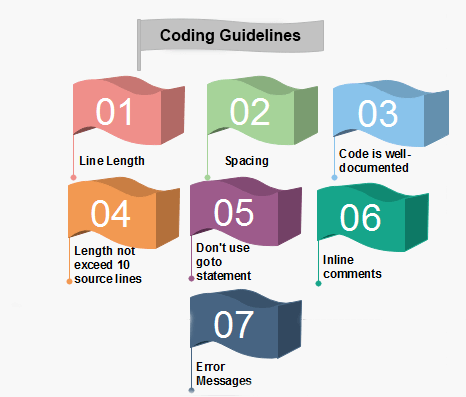 Coding Guidelines
01
02
03
Line Length
Spacing
Code is well-
documented
04
05
06
Length not
exceed 10
source lines
Don't use
goto
statement
Inline
comments
07
Error
Messages